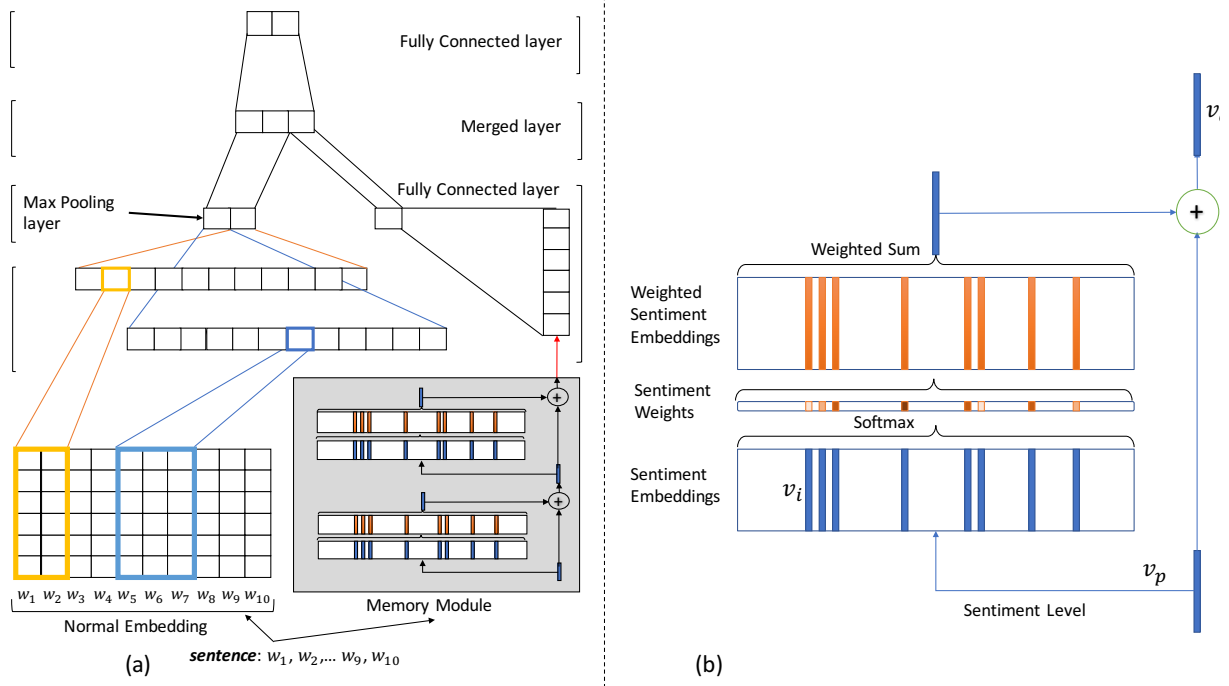 Fully Connected layer
Merged layer
Fully Connected layer
Max Pooling
layer
w₁ w₂ w₃ w₄ w₅ w₆ w₇ w₈ w₉ w₁₀
Normal Embedding
Memory Module
sentence: w₁, w₂,... w₉, w₁₀
(a)
+
+
v
+
Weighted Sum
Weighted
Sentiment
Embeddings
Sentiment
Weights
Softmax
Sentiment
Embeddings
vᵢ
vₚ
Sentiment Level
(b)